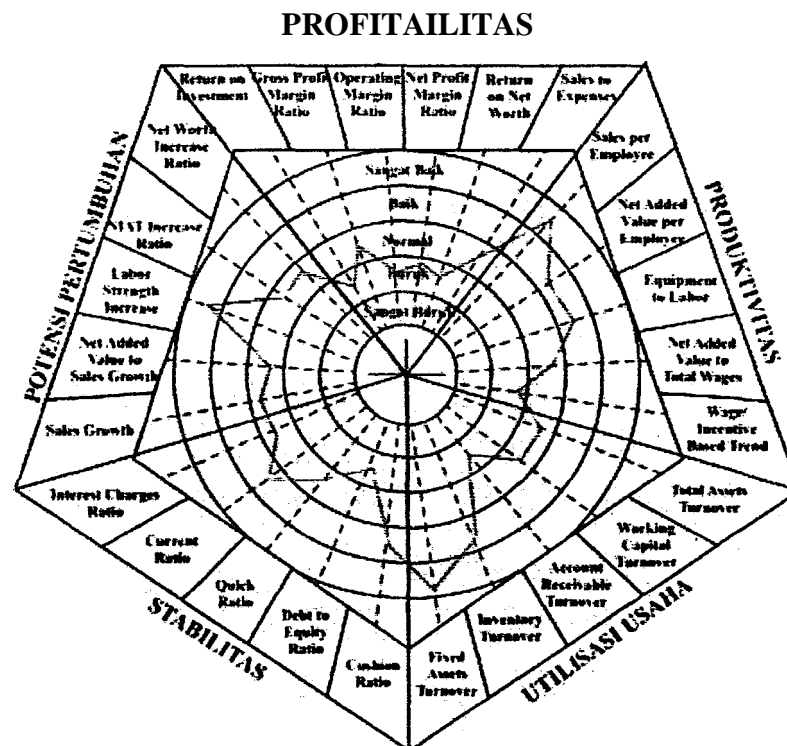 PROFITAILITAS
Return on
Investment
Gross Profit
Margin
Ratio
Operating
Margin
Ratio
Net Profit
Margin
Ratio
Return
on Net
Worth
Sales to
Expenses
POTENSI PERTUMBUHAN
Net Worth
Increase
Ratio
NIAT Increase
Ratio
Labor
Strength
Increase
Net Added
Value to
Sales Growth
Sales Growth
PRODUKTIVITAS
Sales per
Employee
Net Added
Value per
Employee
Equipment
to Labor
Net Added
Value to
Total Wages
Wage/
Incentive
Based Trend
Sangat Baik
Baik
Normal
Buruk
Sangat Buruk
STABILITAS
Interest Charges
Ratio
Current
Ratio
Quick
Ratio
Debt to
Equity
Ratio
Cushion
Ratio
UTILISASI USAHA
Fixed
Assets
Turnover
Inventory
Turnover
Account
Receivable
Turnover
Working
Capital
Turnover
Total Assets
Turnover